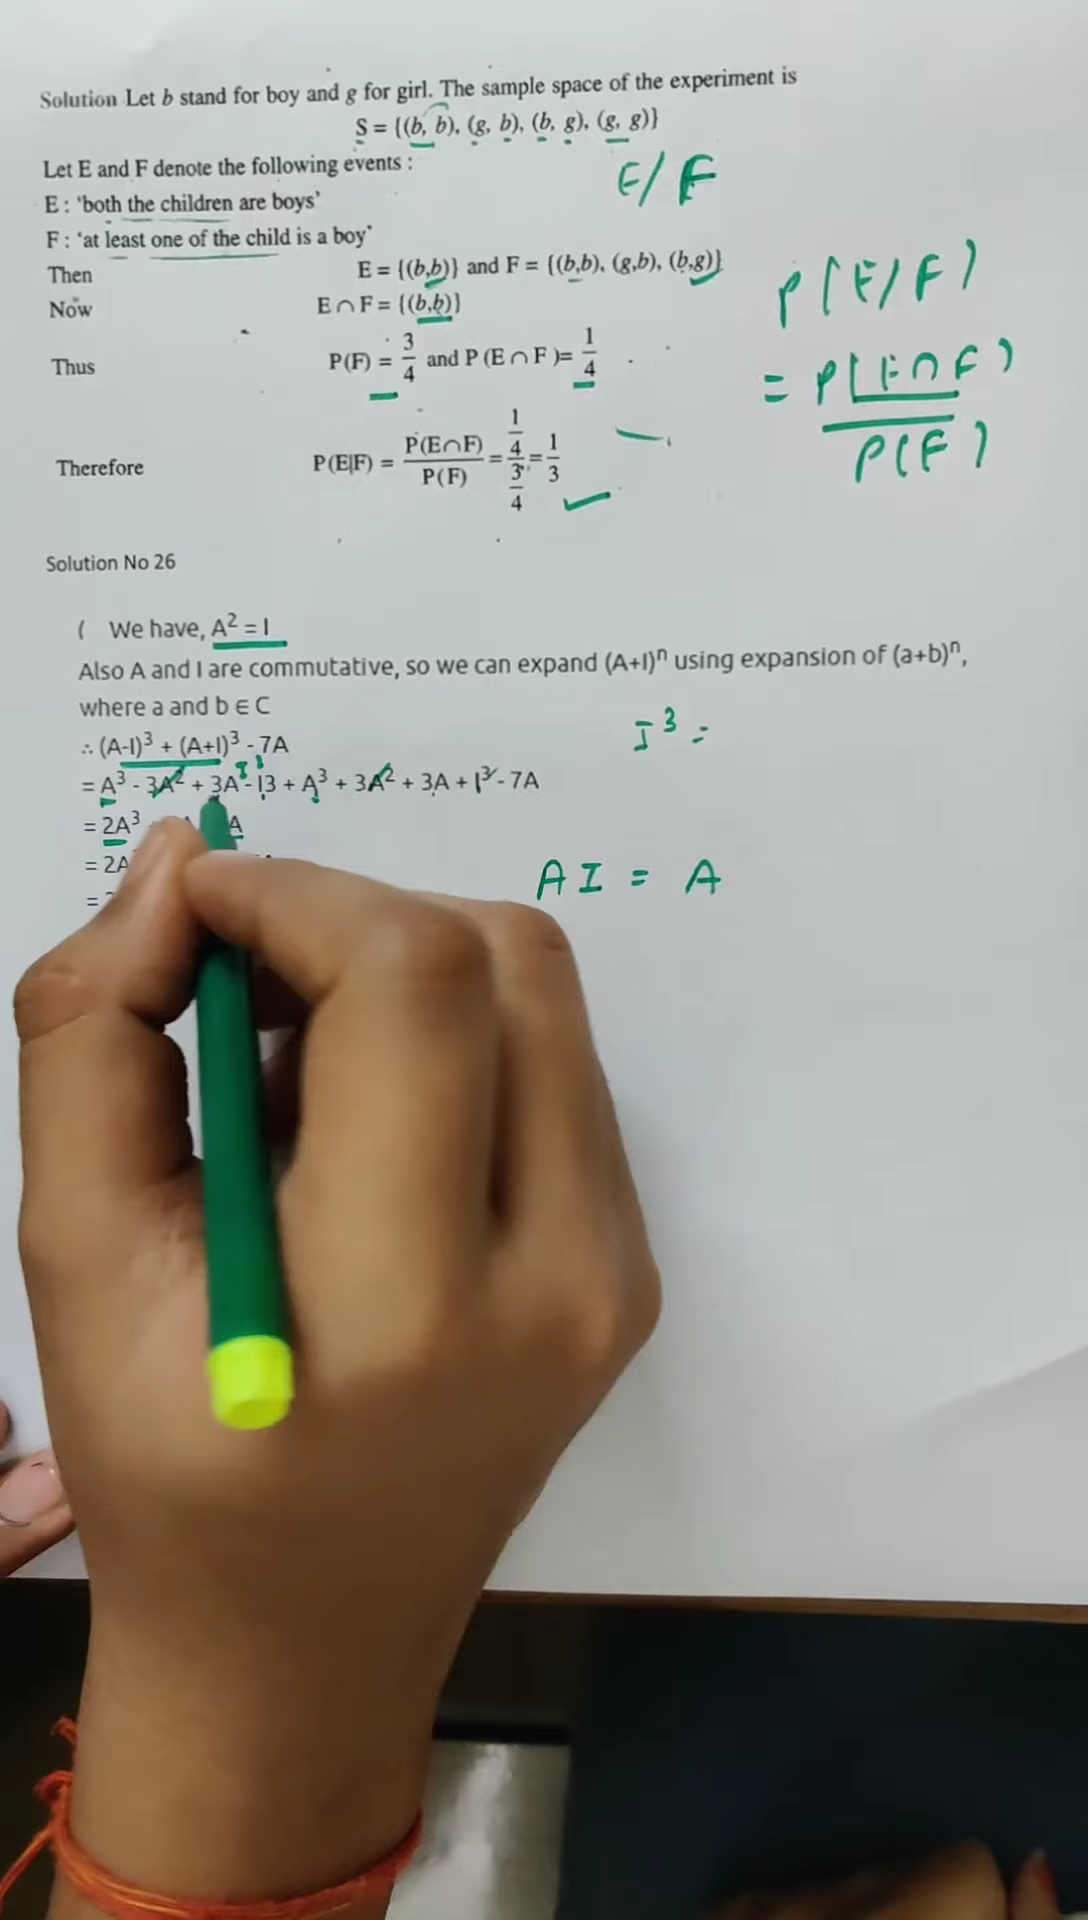 Solution Let b stand for boy and g for girl. The sample space of the experiment is
S = {(b, b), (g, b), (b, g), (g, g)}
Let E and F denote the following events :
E : ‘both the children are boys’
F : ‘at least one of the child is a boy’
Then E = {(b,b)} and F = {(b,b), (g,b), (b,g)}
Now E ∩ F = {(b,b)}
Thus P(F) = 3/4 and P (E ∩ F )= 1/4
Therefore P(E|F) = P(E∩F)/P(F) = (1/4)/(3/4) = 1/3
E/F
P(E/F)
= P(E∩F)/P(F)
Solution No 26
( We have, A² = I
Also A and I are commutative, so we can expand (A+I)ⁿ using expansion of (a+b)ⁿ,
where a and b ∈ C
∴ (A-I)³ + (A+I)³ - 7A
I³ =
= A³ - 3A² + 3A - I3 + A³ + 3A² + 3A + I³ - 7A
= 2A³
= 2A
=
AI = A